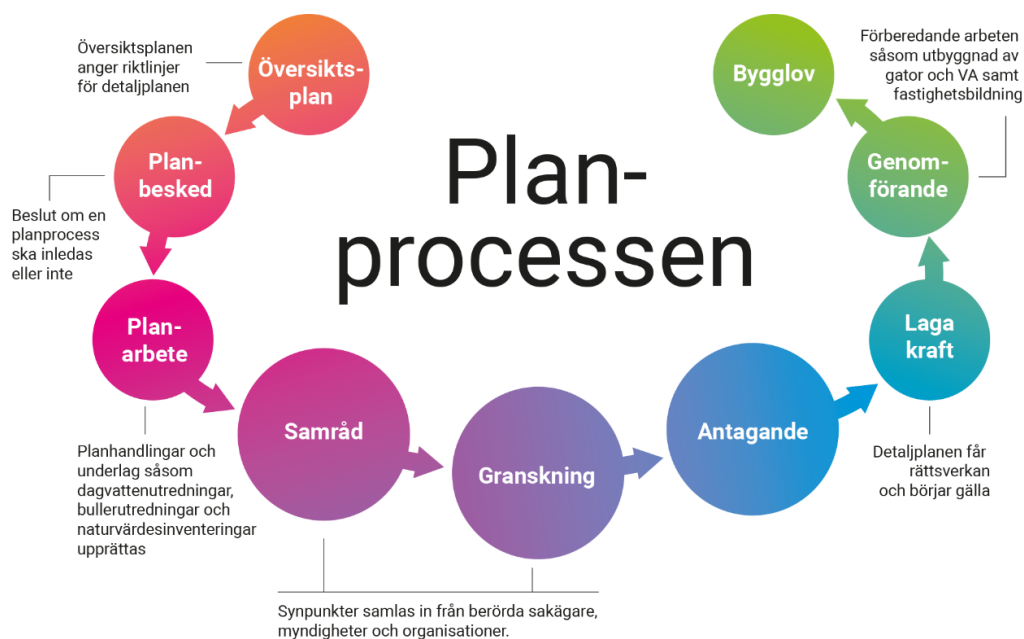 Plan-
processen
Översiktsplanen
anger riktlinjer
för detaljplanen
Översikts-
plan
Plan-
besked
Beslut om en
planprocess
ska inledas
eller inte
Plan-
arbete
Planhandlingar och
underlag såsom
dagvattenutredningar,
bullerutredningar och
naturvärdesinventeringar
upprättas
Samråd
Granskning
Synpunkter samlas in från berörda sakägare,
myndigheter och organisationer.
Antagande
Laga
kraft
Detaljplanen får
rättsverkan
och börjar gälla
Genom-
förande
Förberedande arbeten
såsom utbyggnad av
gator och VA samt
fastighetsbildning
Bygglov